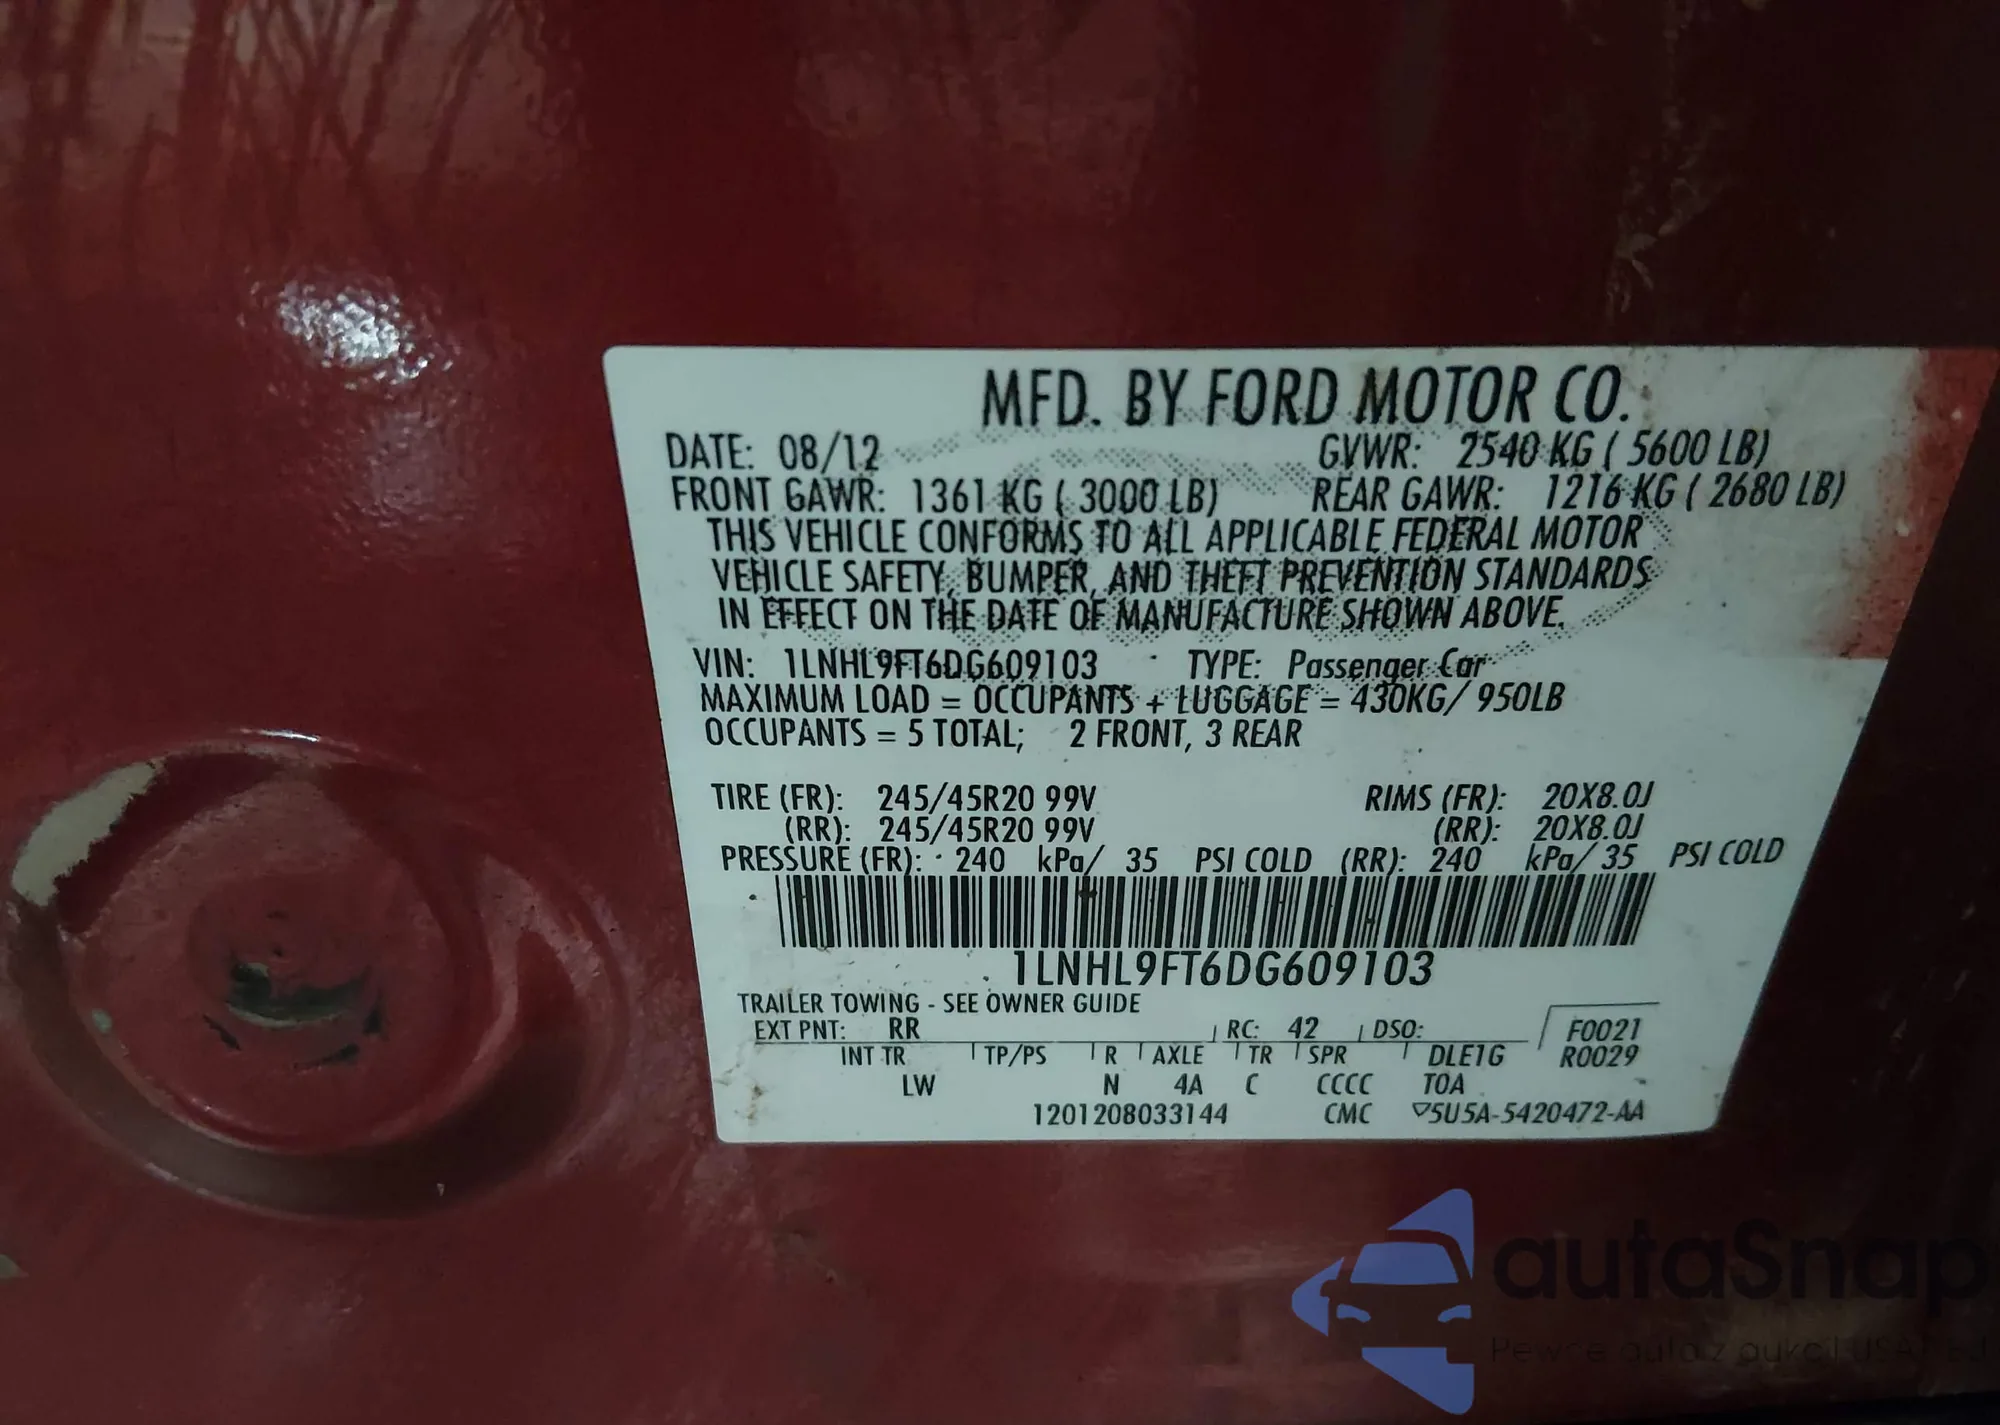 MFD. BY FORD MOTOR CO.
DATE: 08/12 GVWR: 2540 KG ( 5600 LB)
FRONT GAWR: 1361 KG ( 3000 LB) REAR GAWR: 1216 KG ( 2680 LB)
THIS VEHICLE CONFORMS TO ALL APPLICABLE FEDERAL MOTOR
VEHICLE SAFETY, BUMPER, AND THEFT PREVENTION STANDARDS
IN EFFECT ON THE DATE OF MANUFACTURE SHOWN ABOVE.
VIN: 1LNHL9FT6DG609103 TYPE: Passenger Car
MAXIMUM LOAD = OCCUPANTS + LUGGAGE = 430KG/ 950LB
OCCUPANTS = 5 TOTAL; 2 FRONT, 3 REAR
TIRE (FR): 245/45R20 99V RIMS (FR): 20X8.0J
(RR): 245/45R20 99V (RR): 20X8.0J
PRESSURE (FR): 240 kPa/ 35 PSI COLD (RR): 240 kPa/ 35 PSI COLD
1LNHL9FT6DG609103
TRAILER TOWING - SEE OWNER GUIDE
EXT PNT: RR RC: 42 DSO: F0021
INT TR TP/PS R AXLE TR SPR DLE1G R0029
LW N 4A C CCCC TOA
1201208033144 CMC ▽5U5A-5420472-AA
autaSnap
Pewne auta z aukcji USA